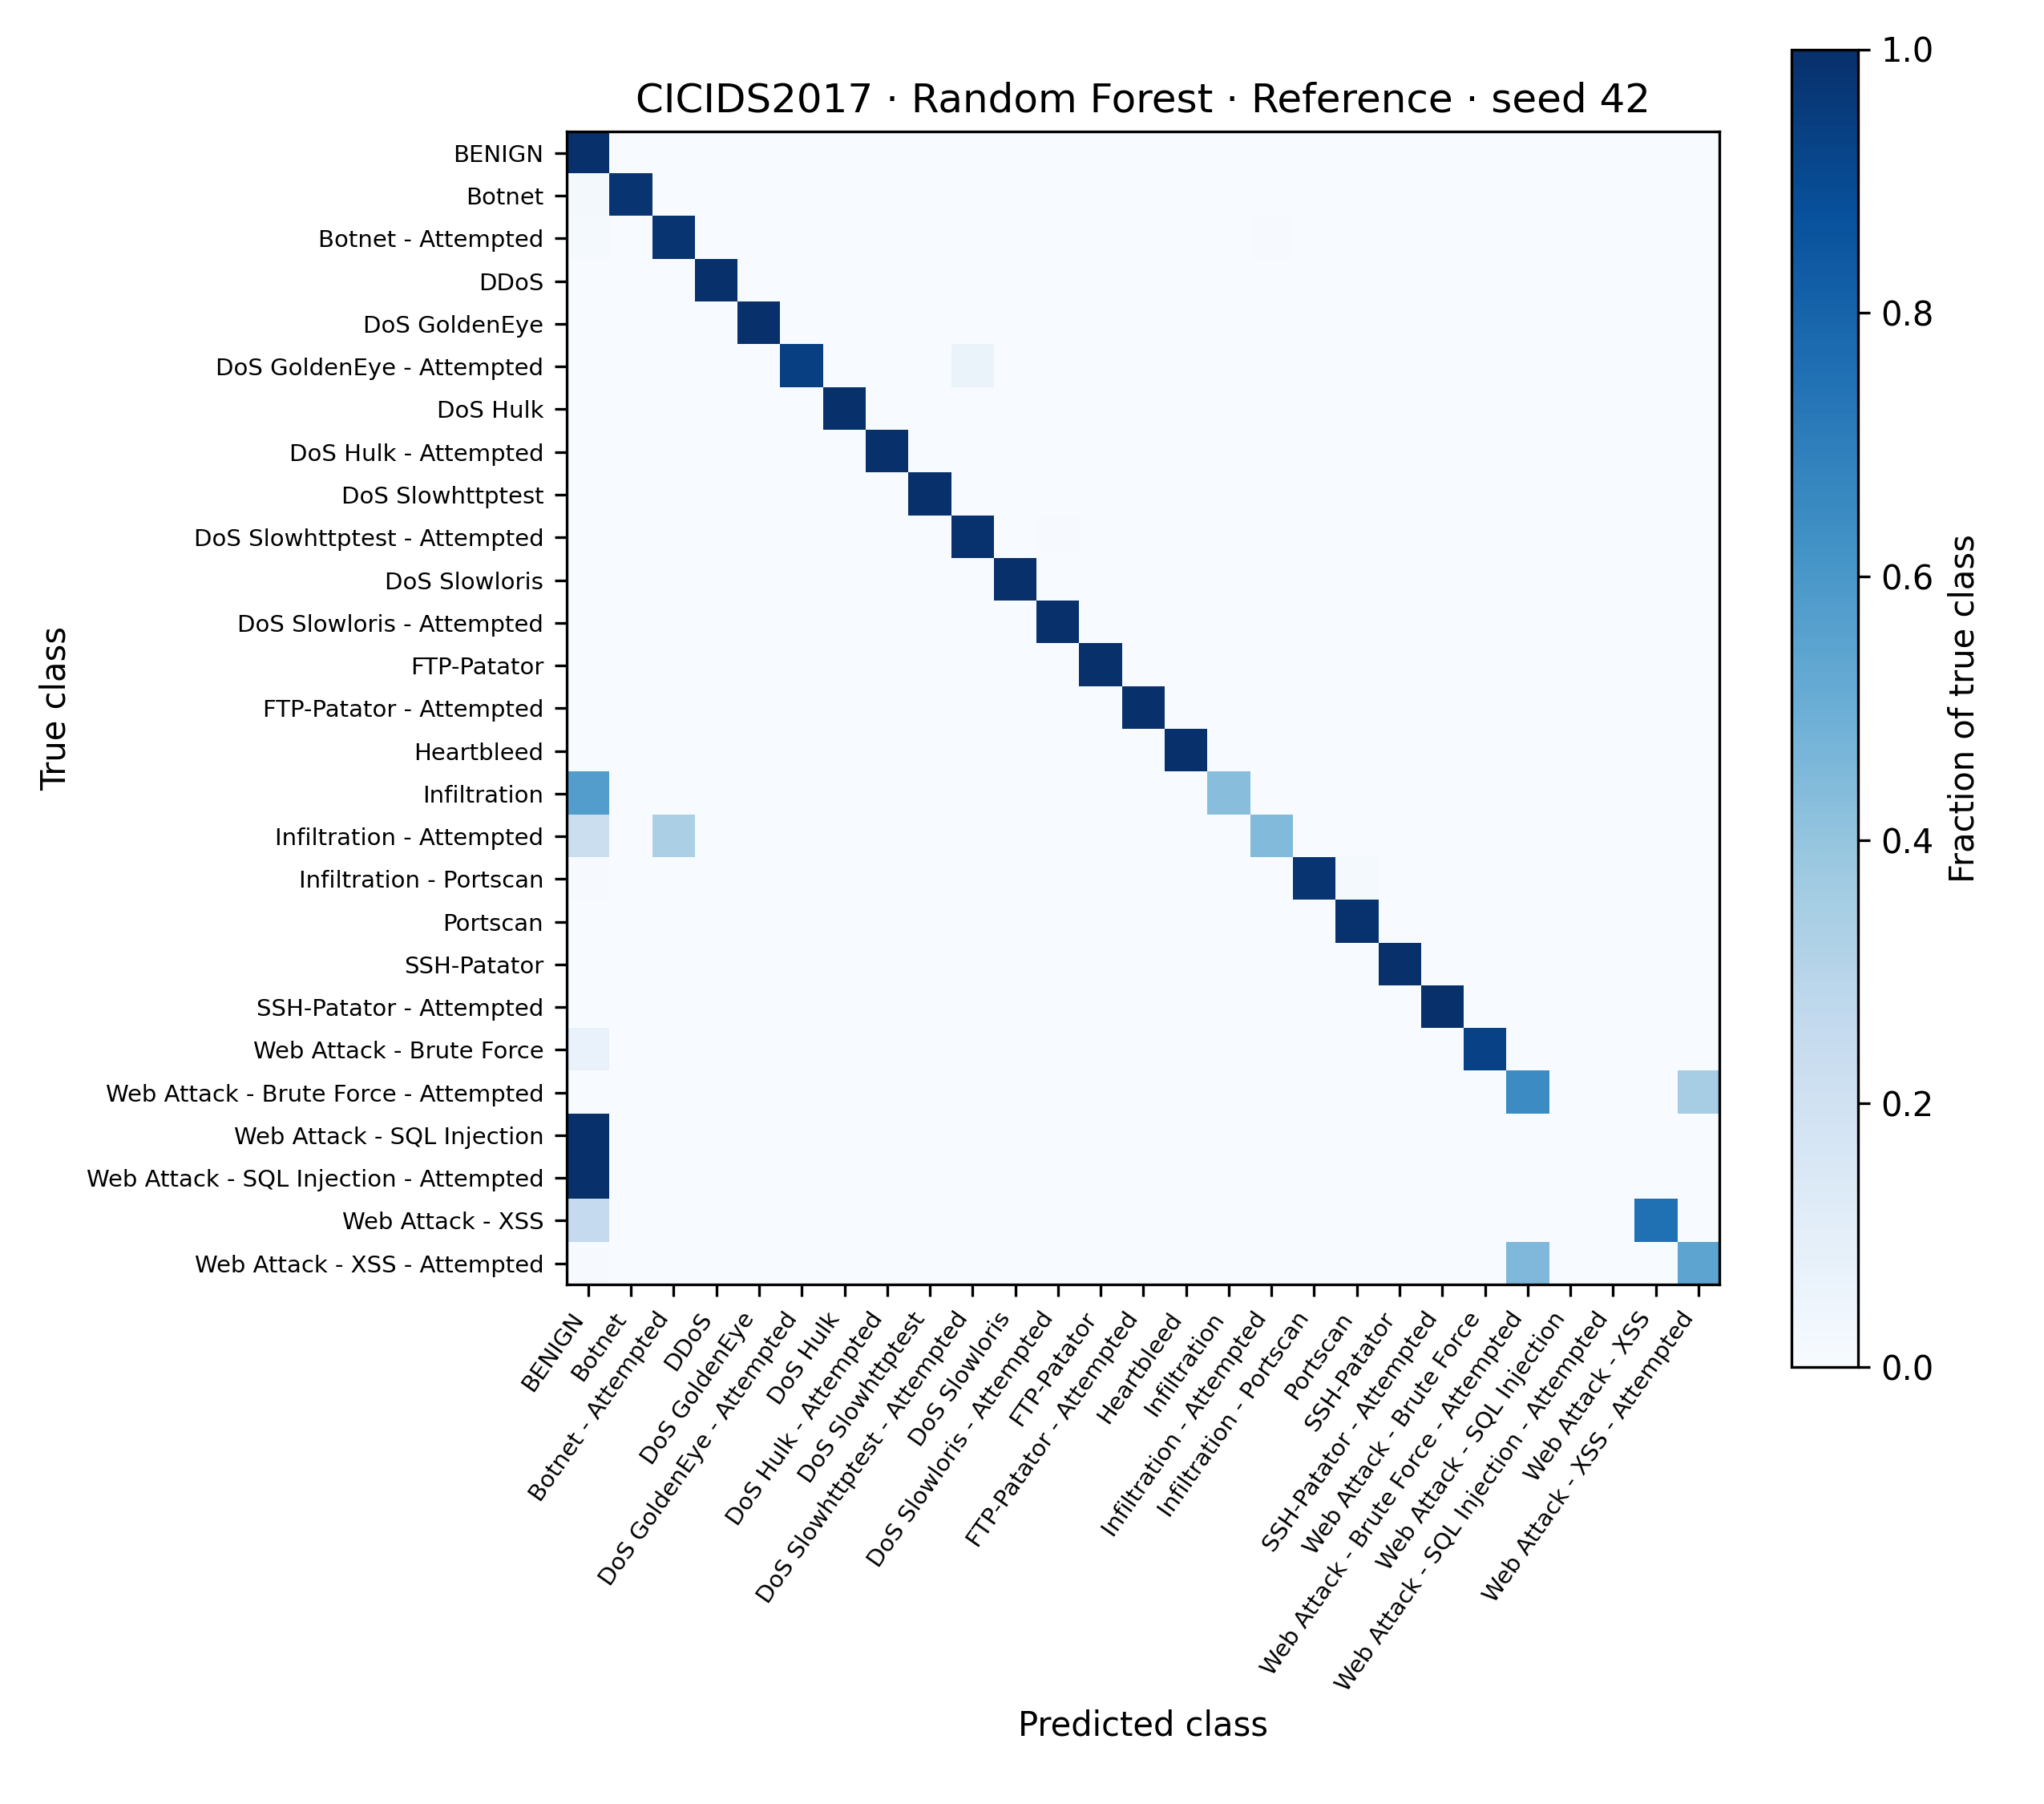 CICIDS2017 · Random Forest · Reference · seed 42
True class
BENIGN
Botnet
Botnet - Attempted
DDoS
DoS GoldenEye
DoS GoldenEye - Attempted
DoS Hulk
DoS Hulk - Attempted
DoS Slowhttptest
DoS Slowhttptest - Attempted
DoS Slowloris
DoS Slowloris - Attempted
FTP-Patator
FTP-Patator - Attempted
Heartbleed
Infiltration
Infiltration - Attempted
Infiltration - Portscan
Portscan
SSH-Patator
SSH-Patator - Attempted
Web Attack - Brute Force
Web Attack - Brute Force - Attempted
Web Attack - SQL Injection
Web Attack - SQL Injection - Attempted
Web Attack - XSS
Web Attack - XSS - Attempted
BENIGN
Botnet
Botnet - Attempted
DDoS
DoS GoldenEye
DoS GoldenEye - Attempted
DoS Hulk
DoS Hulk - Attempted
DoS Slowhttptest
DoS Slowhttptest - Attempted
DoS Slowloris
DoS Slowloris - Attempted
FTP-Patator
FTP-Patator - Attempted
Heartbleed
Infiltration
Infiltration - Attempted
Infiltration - Portscan
Portscan
SSH-Patator
SSH-Patator - Attempted
Web Attack - Brute Force
Web Attack - Brute Force - Attempted
Web Attack - SQL Injection
Web Attack - SQL Injection - Attempted
Web Attack - XSS
Web Attack - XSS - Attempted
Predicted class
1.0
0.8
0.6
0.4
0.2
0.0
Fraction of true class